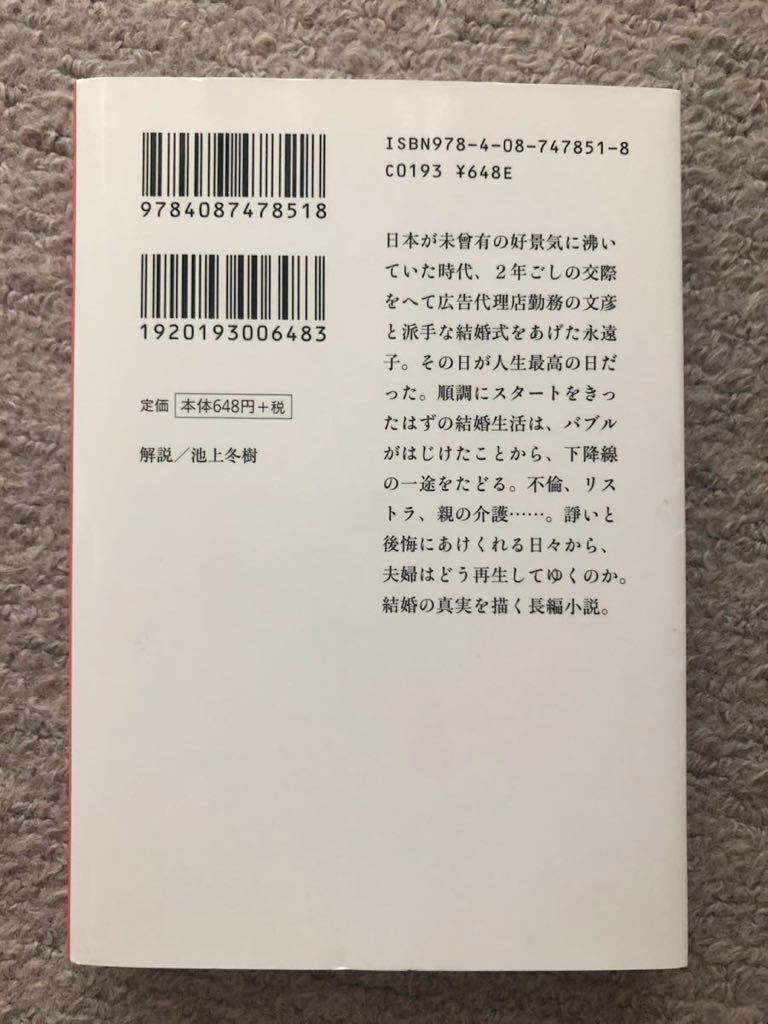 9784087478518
1920193006483
定価 本体648円+税
解説/池上冬樹
ISBN978-4-08-747851-8
C0193 ¥648E
日本が未曾有の好景気に沸い
ていた時代、2年ごしの交際
をへて広告代理店勤務の文彦
と派手な結婚式をあげた永遠
子。その日が人生最高の日だ
った。順調にスタートをきっ
たはずの結婚生活は、バブル
がはじけたことから、下降線
の一途をたどる。不倫、リス
トラ、親の介護……。諍いと
後悔にあけくれる日々から、
夫婦はどう再生してゆくのか。
結婚の真実を描く長編小説。